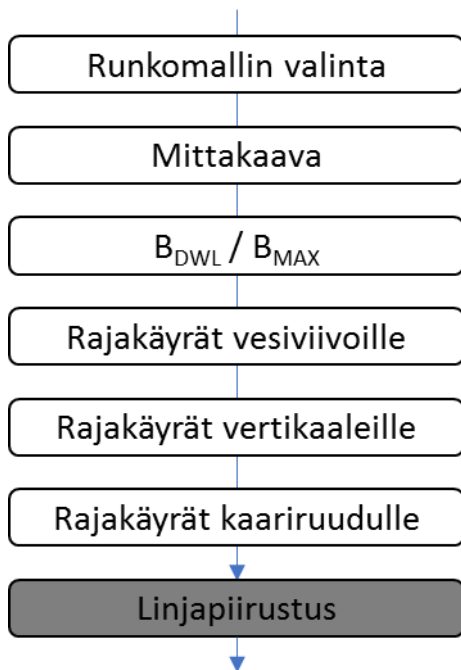 Runkomallin valinta
Mittakaava
B_DWL / B_MAX
Rajakäyrät vesiviivoille
Rajakäyrät vertikaaleille
Rajakäyrät kaariruudulle
Linjapiirustus